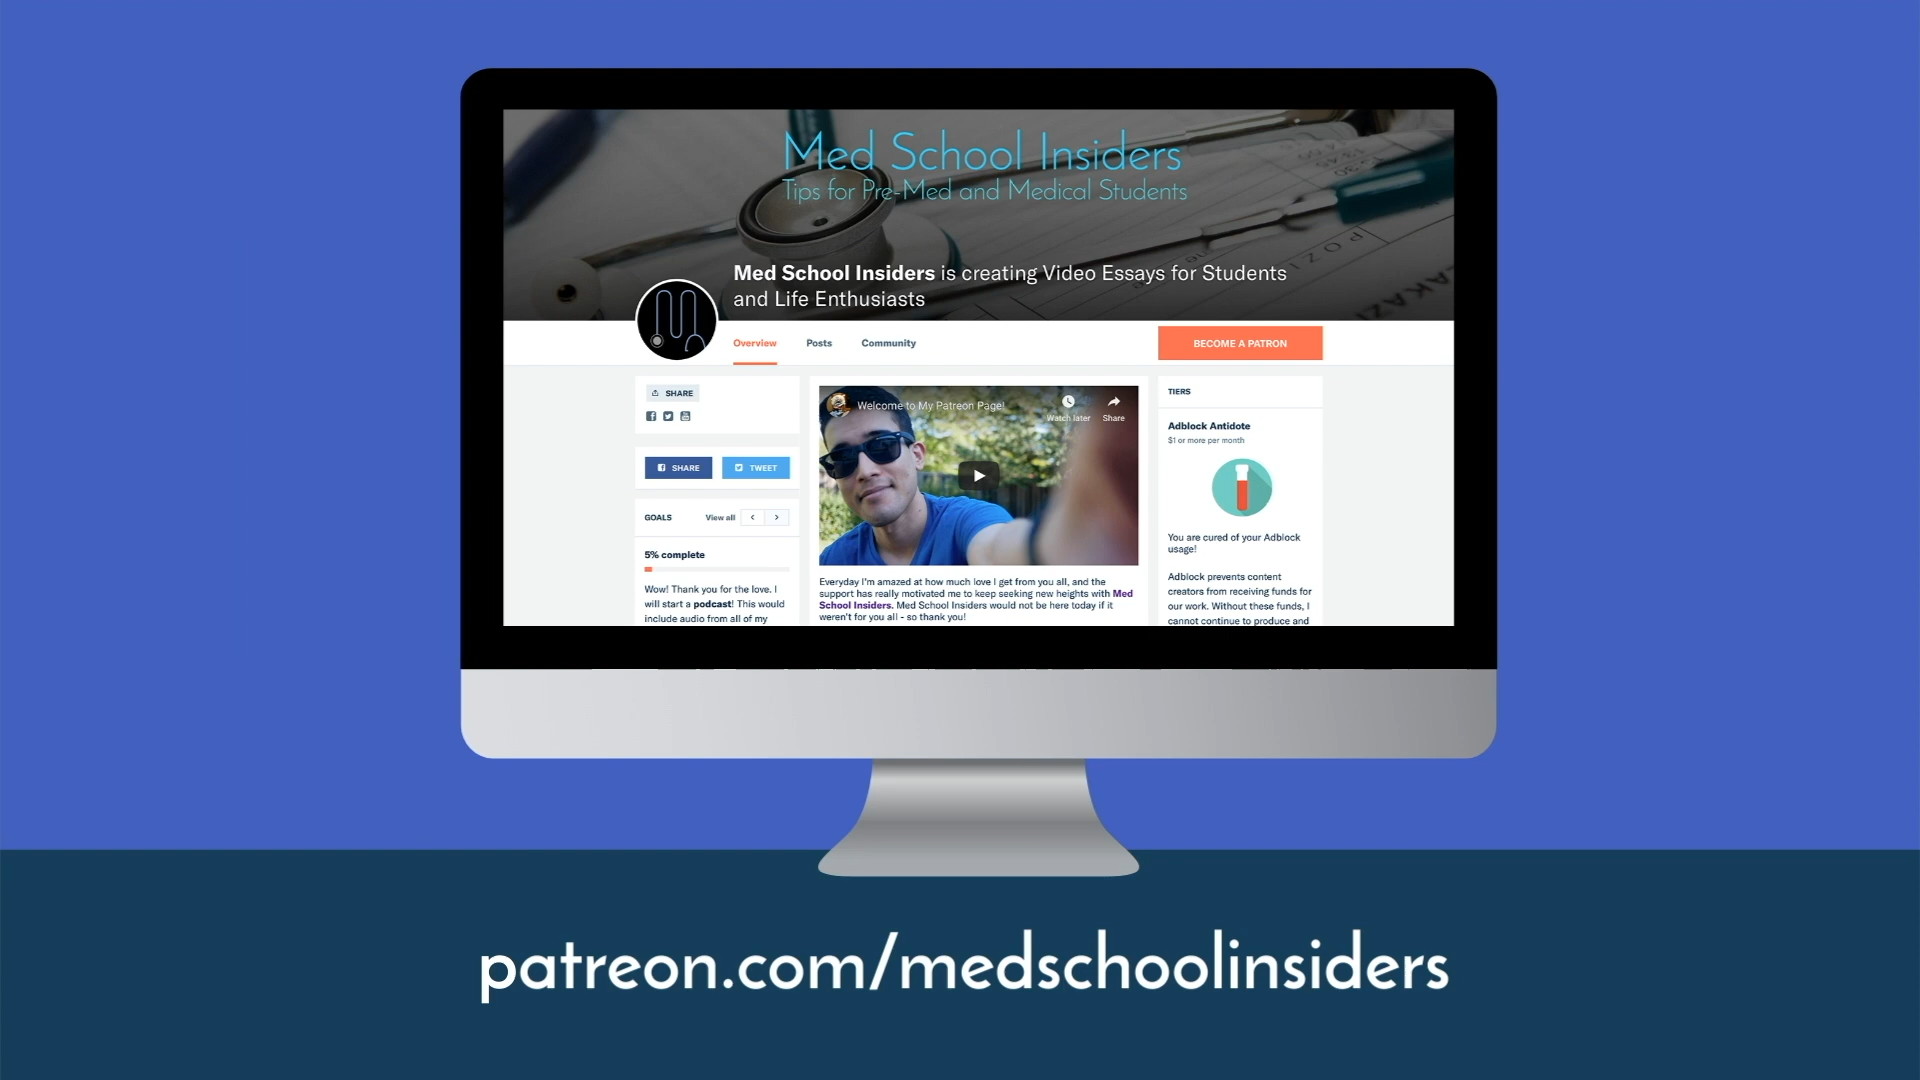 Med School Insiders
Tips for Pre-Med and Medical Students
Med School Insiders is creating Video Essays for Students
and Life Enthusiasts
Overview
Posts
Community
BECOME A PATRON
SHARE
SHARE
TWEET
GOALS
View all
5% complete
Wow! Thank you for the love. I
will start a podcast! This would
include audio from all of my
Welcome to My Patreon Page!
Watch later
Share
Everyday I'm amazed at how much love I get from you all, and the
support has really motivated me to keep seeking new heights with Med
School Insiders. Med School Insiders would not be here today if it
weren't for you all - so thank you!
TIERS
Adblock Antidote
$1 or more per month
You are cured of your Adblock
usage!
Adblock prevents content
creators from receiving funds for
our work. Without these funds, I
cannot continue to produce and
patreon.com/medschoolinsiders